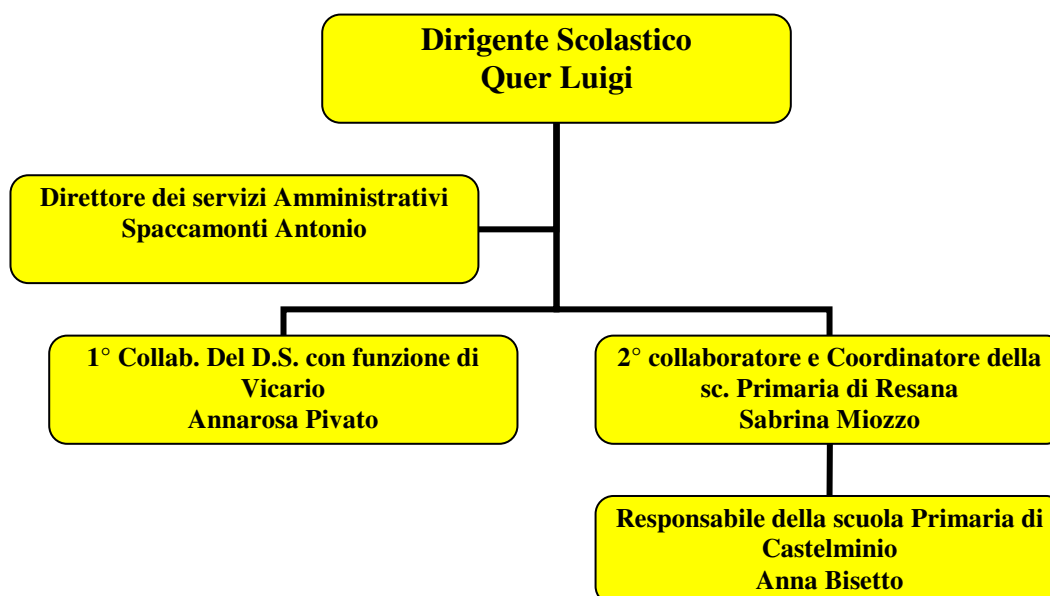 Dirigente Scolastico
Quer Luigi
Direttore dei servizi Amministrativi
Spaccamonti Antonio
1° Collab. Del D.S. con funzione di
Vicario
Annarosa Pivato
2° collaboratore e Coordinatore della
sc. Primaria di Resana
Sabrina Miozzo
Responsabile della scuola Primaria di
Castelminio
Anna Bisetto